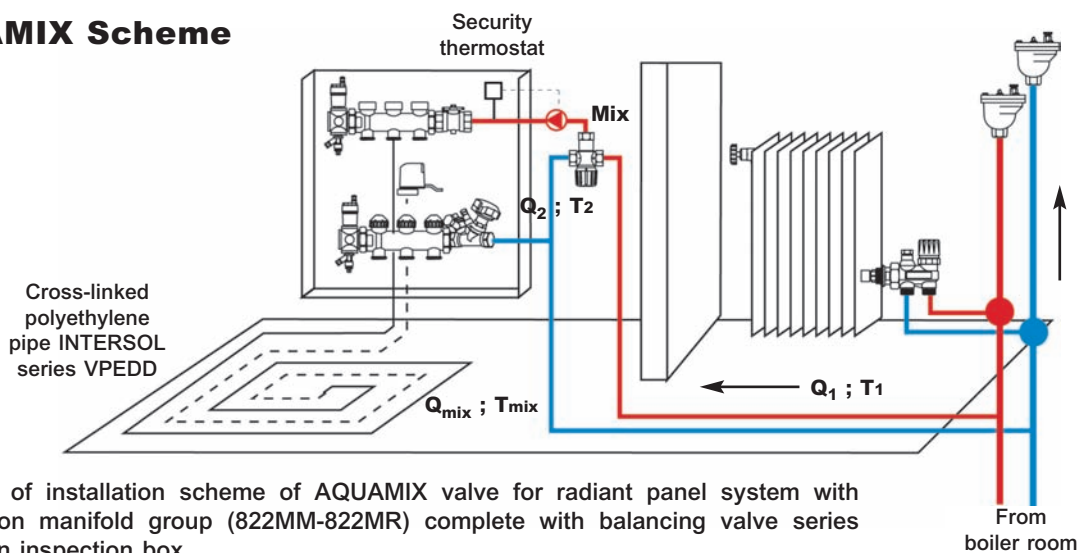 AMIX Scheme
Security
thermostat
Mix
Q2 ; T2
Cross-linked
polyethylene
pipe INTERSOL
series VPEDD
Q1 ; T1
Qmix ; Tmix
of installation scheme of AQUAMIX valve for radiant panel system with
on manifold group (822MM-822MR) complete with balancing valve series
n inspection box
From
boiler room